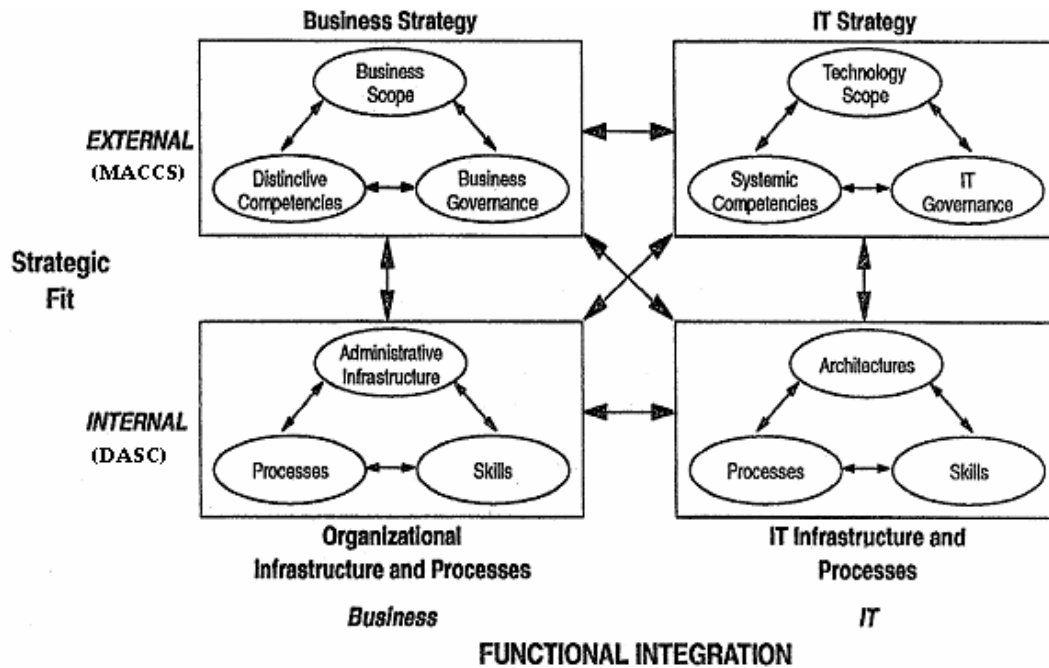 Business Strategy
IT Strategy
Business
Scope
Technology
Scope
EXTERNAL
(MACCS)
Distinctive
Competencies
Business
Governance
Systemic
Competencies
IT
Governance
Strategic
Fit
Administrative
Infrastructure
Architectures
INTERNAL
(DASC)
Processes
Skills
Processes
Skills
Organizational
Infrastructure and Processes
IT Infrastructure and
Processes
Business
IT
FUNCTIONAL INTEGRATION